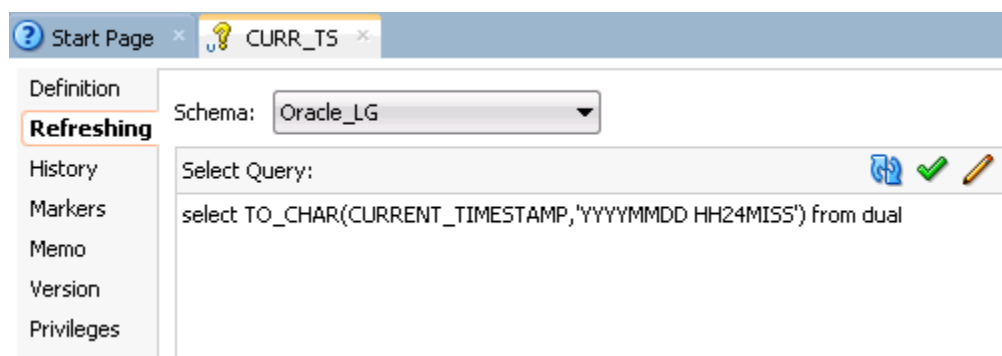 Start Page CURR_TS
Definition
Schema: Oracle_LG
Refreshing
History
Select Query:
Markers
select TO_CHAR(CURRENT_TIMESTAMP,'YYYYMMDD HH24MISS') from dual
Memo
Version
Privileges